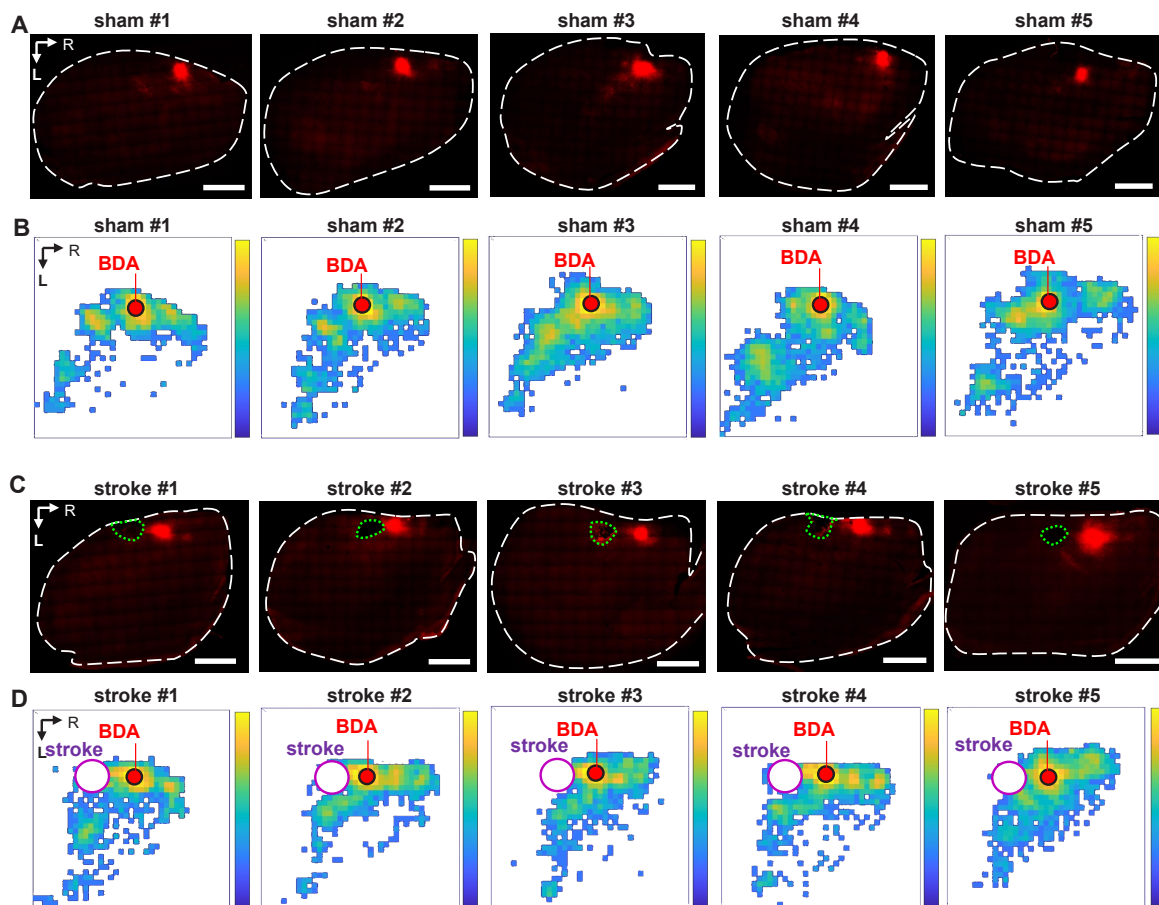 A
sham #1 sham #2 sham #3 sham #4 sham #5
R
L
B
sham #1 sham #2 sham #3 sham #4 sham #5
R
L
BDA BDA BDA BDA BDA
C
stroke #1 stroke #2 stroke #3 stroke #4 stroke #5
R
L
D
stroke #1 stroke #2 stroke #3 stroke #4 stroke #5
R
L
BDA BDA BDA BDA BDA
stroke stroke stroke stroke stroke